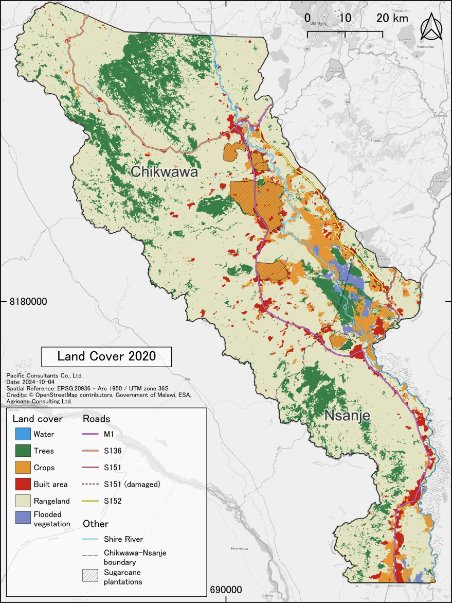 0 10 20 km
Chikwawa
8180000
Land Cover 2020
Pacific Consultants Co., Ltd.
Date: 2024-10-04
Spatial Reference: EPSG:20936 - Arc 1950 / UTM zone 36S
Credits: © OpenStreetMap contributors, Government of Malawi, ESA,
Agricane Consulting Ltd.
Nsanje
Land cover
Water
Trees
Crops
Built area
Rangeland
Flooded
vegetation
Roads
M1
S136
S151
S151 (damaged)
S152
Other
Shire River
Chikwawa-Nsanje
boundary
Sugarcane
plantations
690000